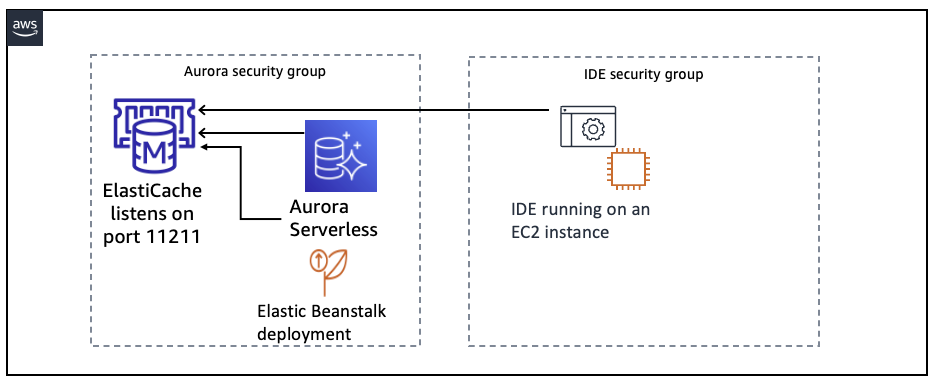 aws
Aurora security group
IDE security group
M
ElastiCache
listens on
port 11211
Aurora
Serverless
IDE running on an
EC2 instance
Elastic Beanstalk
deployment